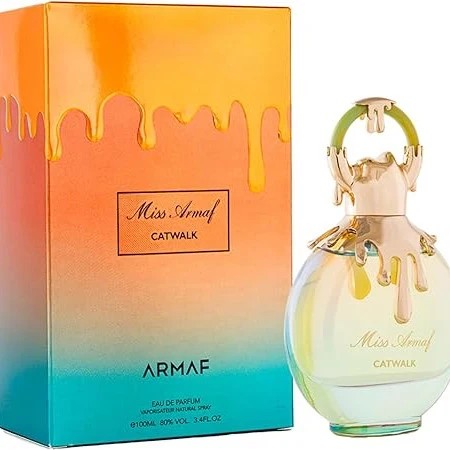 Miss Armaf
CATWALK
ARMAF
EAU DE PARFUM
VAPORISATEUR NATURAL SPRAY
℮100ML 80% VOL. 3.4FL.OZ
Miss Armaf
CATWALK